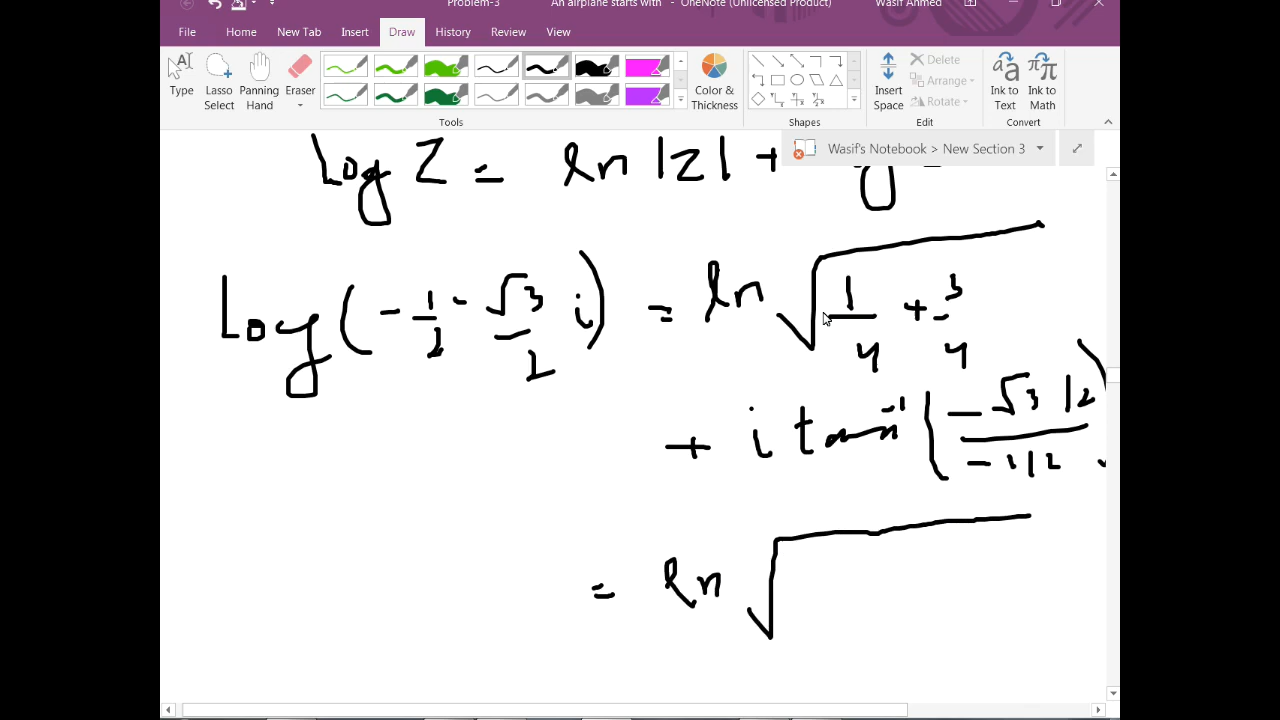 Problem-3 An airplane starts with - OneNote (Unlicensed Product) Wasif Ahmed
File Home New Tab Insert Draw History Review View
Type Lasso Select Panning Hand Eraser Color & Thickness Insert Space Delete Arrange Rotate Ink to Text Ink to Math
Tools Shapes Edit Convert
Wasif's Notebook > New Section 3
Log Z = ln |z| +
Log (-1/2 - √3/2 i) = ln √(1/4 + 3/4)
+ i tan⁻¹ (-√3/2 / -1/2)
= ln √